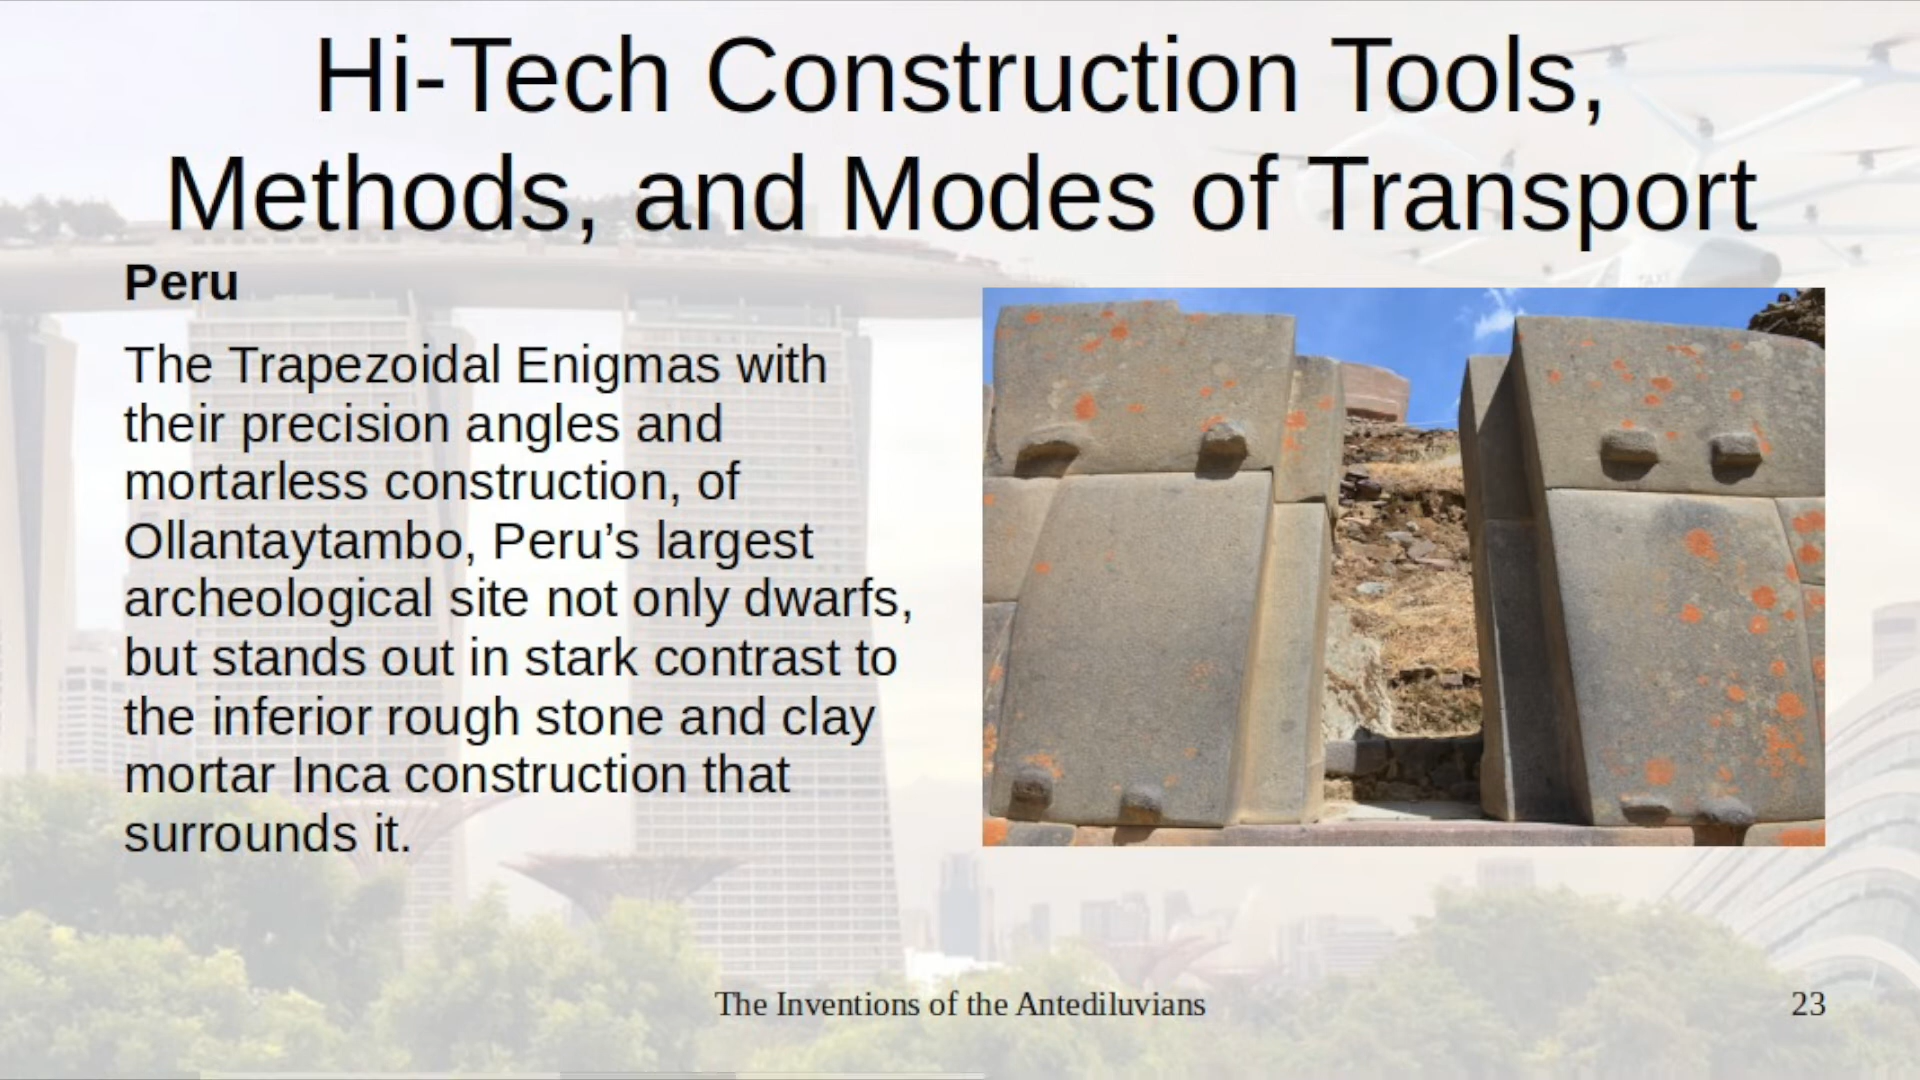 Hi-Tech Construction Tools,
Methods, and Modes of Transport
Peru
The Trapezoidal Enigmas with
their precision angles and
mortarless construction, of
Ollantaytambo, Peru’s largest
archeological site not only dwarfs,
but stands out in stark contrast to
the inferior rough stone and clay
mortar Inca construction that
surrounds it.
The Inventions of the Antediluvians
23